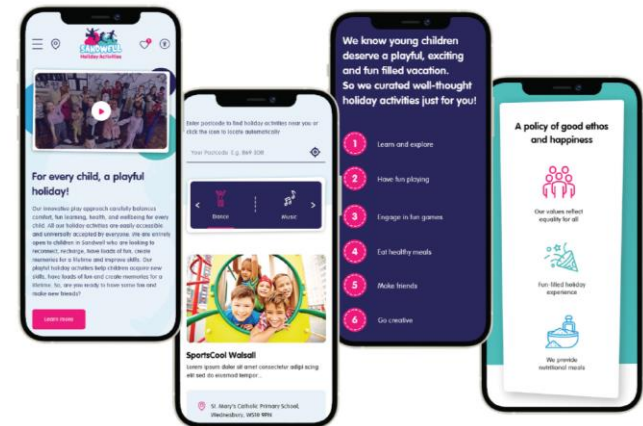 SANDWELL
Holiday Activities
For every child, a playful
holiday!
Our innovative play approach carefully balances
comfort, fun learning, health, and wellbeing for every
child. All our holiday activities are easily accessible
and universally accepted by everyone. We are entirely
open to children in Sandwell who are looking to
reconnect, recharge, have loads of fun, create
memories for a lifetime and improve skills. Our
playful holiday activities help children acquire new
skills, have loads of fun and create memories for a
lifetime. So, are you ready to have some fun and
make new friends?
Learn more
Enter postcode to find holiday activities near you or
click the icon to locate automatically
Your Postcode E.g. B69 3DB
Dance
Music
SportsCool Walsall
Lorem ipsum dolor sit amet consectetur adipi scing
elit sed do eiusmod tempor...
St. Mary's Catholic Primary School,
Wednesbury, WS10 9PN
We know young children
deserve a playful, exciting
and fun filled vacation.
So we curated well-thought
holiday activities just for you!
1 Learn and explore
2 Have fun playing
3 Engage in fun games
4 Eat healthy meals
5 Make friends
6 Go creative
A policy of good ethos
and happiness
Our values reflect
equality for all
Fun-filled holiday
experience
We provide
nutritional meals